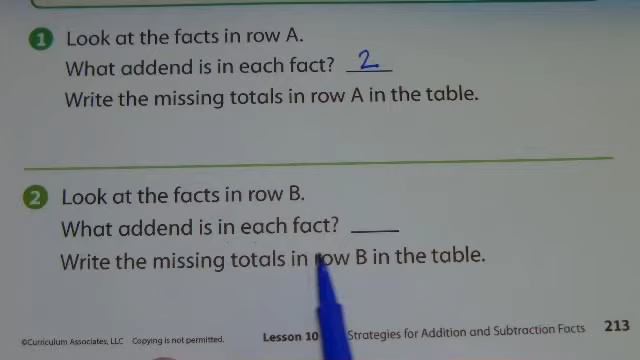 1 Look at the facts in row A.
What addend is in each fact? 2
Write the missing totals in row A in the table.
2 Look at the facts in row B.
What addend is in each fact?
Write the missing totals in row B in the table.
©Curriculum Associates, LLC Copying is not permitted. Lesson 10 Strategies for Addition and Subtraction Facts 213